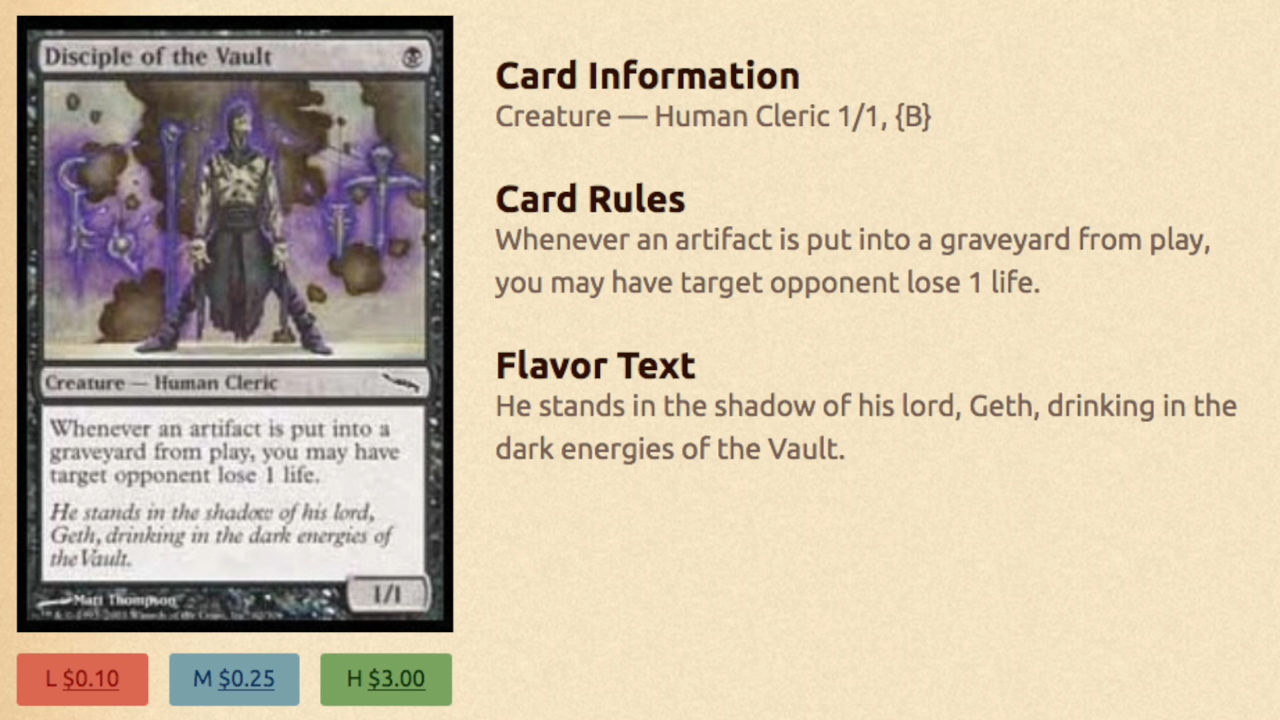 Disciple of the Vault
Creature — Human Cleric
Whenever an artifact is put into a
graveyard from play, you may have
target opponent lose 1 life.
He stands in the shadow of his lord,
Geth, drinking in the dark energies of
the Vault.
1/1
Matt Thompson
L $0.10
M $0.25
H $3.00
Card Information
Creature — Human Cleric 1/1, {B}
Card Rules
Whenever an artifact is put into a graveyard from play,
you may have target opponent lose 1 life.
Flavor Text
He stands in the shadow of his lord, Geth, drinking in the
dark energies of the Vault.